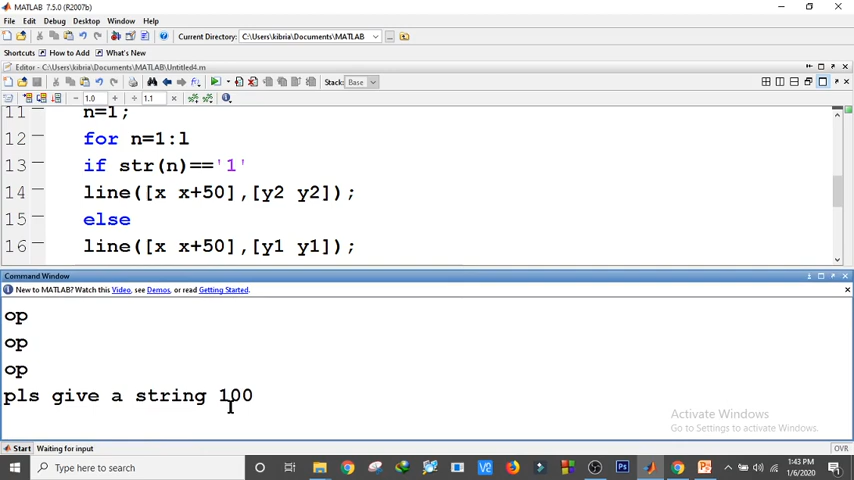 MATLAB 7.5.0 (R2007b)
File Edit Debug Desktop Window Help
Current Directory: C:\Users\kibria\Documents\MATLAB
Shortcuts How to Add What's New
Editor - C:\Users\kibria\Documents\MATLAB\Untitled4.m
Stack: Base
1.0 1.1
11 n=1;
12 for n=1:l
13 if str(n)=='1'
14 line([x x+50],[y2 y2]);
15 else
16 line([x x+50],[y1 y1]);
Command Window
New to MATLAB? Watch this Video, see Demos, or read Getting Started.
op
op
op
pls give a string 100
Activate Windows
Go to Settings to activate Windows.
Start Waiting for input OVR
Type here to search
1:43 PM
1/6/2020